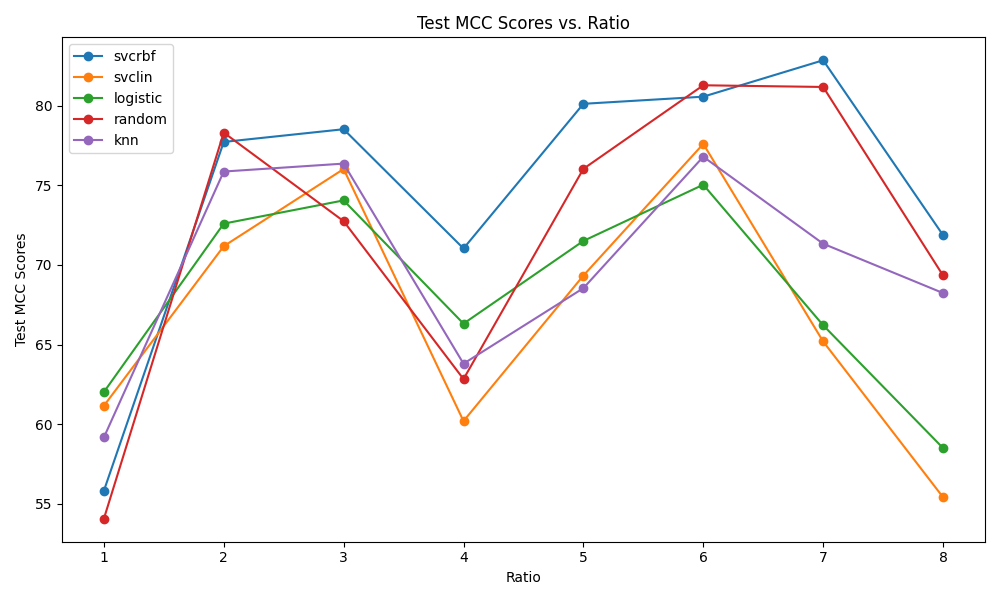 Test MCC Scores vs. Ratio
svcrbf
svclin
logistic
random
knn
Test MCC Scores
80
75
70
65
60
55
1 2 3 4 5 6 7 8
Ratio